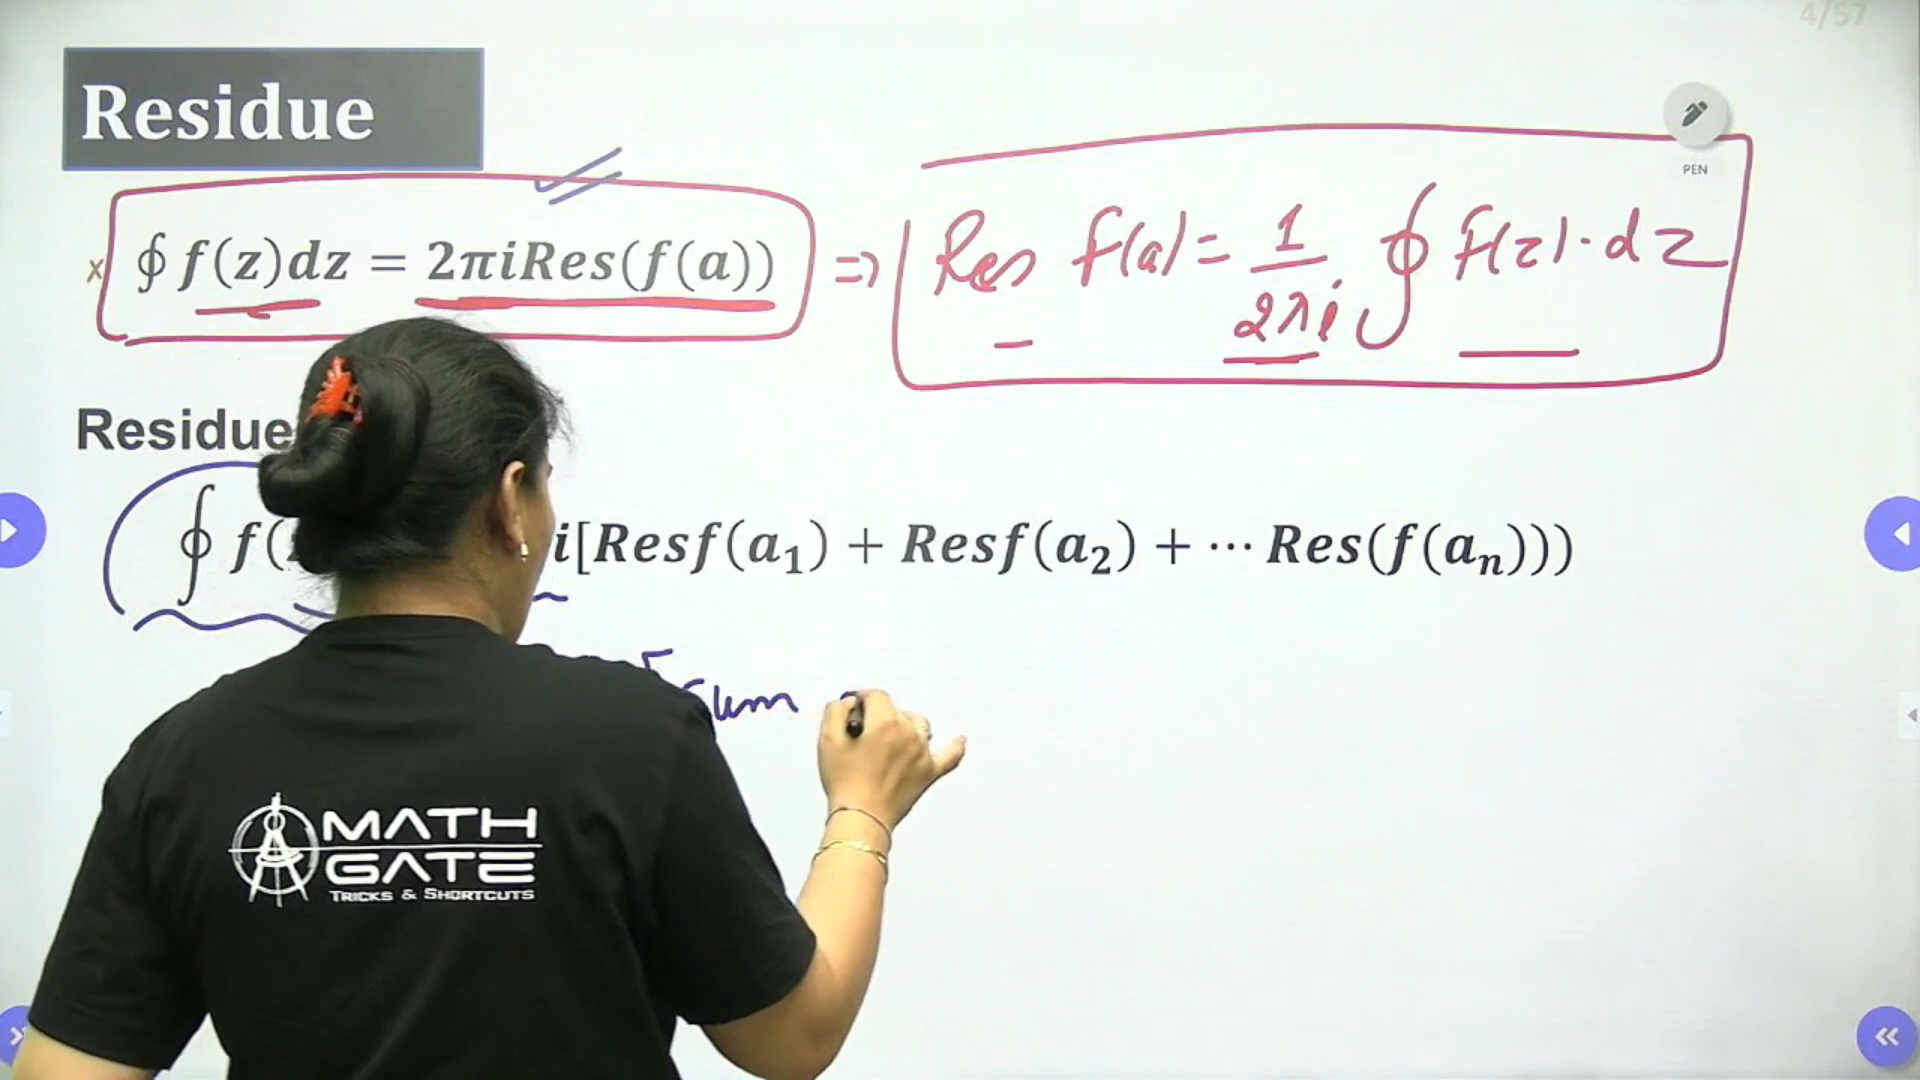 4/57
Residue
PEN
x ∮ f(z)dz = 2πiRes(f(a)) ⇒ Res f(a) = 1/2πi ∮ f(z)·dz
Residue
∮ f( i[Resf(a₁) + Resf(a₂) + ⋯ Res(f(aₙ)))
Sum
MATH
GATE
TRICKS & SHORTCUTS